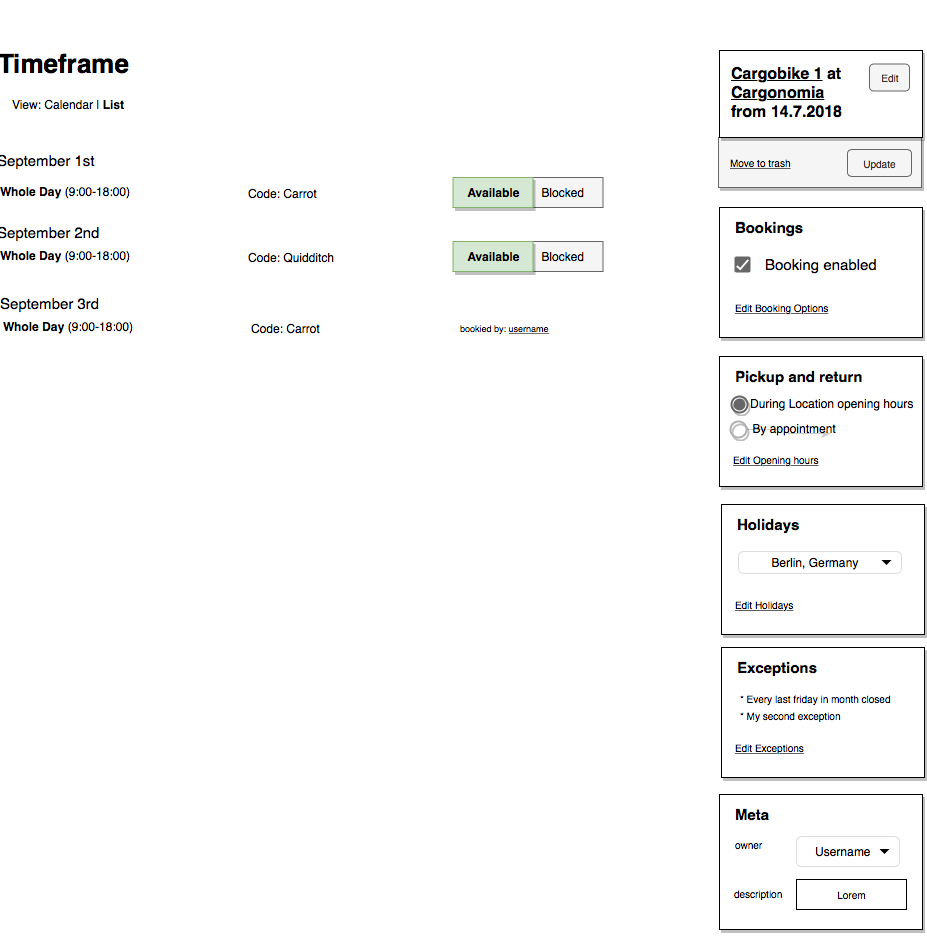 Timeframe
View: Calendar | List
September 1st
Whole Day (9:00-18:00)
Code: Carrot
Available
Blocked
September 2nd
Whole Day (9:00-18:00)
Code: Quidditch
Available
Blocked
September 3rd
Whole Day (9:00-18:00)
Code: Carrot
bookied by: username
Cargobike 1 at
Cargonomia
from 14.7.2018
Edit
Move to trash
Update
Bookings
Booking enabled
Edit Booking Options
Pickup and return
During Location opening hours
By appointment
Edit Opening hours
Holidays
Berlin, Germany
Edit Holidays
Exceptions
* Every last friday in month closed
* My second exception
Edit Exceptions
Meta
owner
Username
description
Lorem